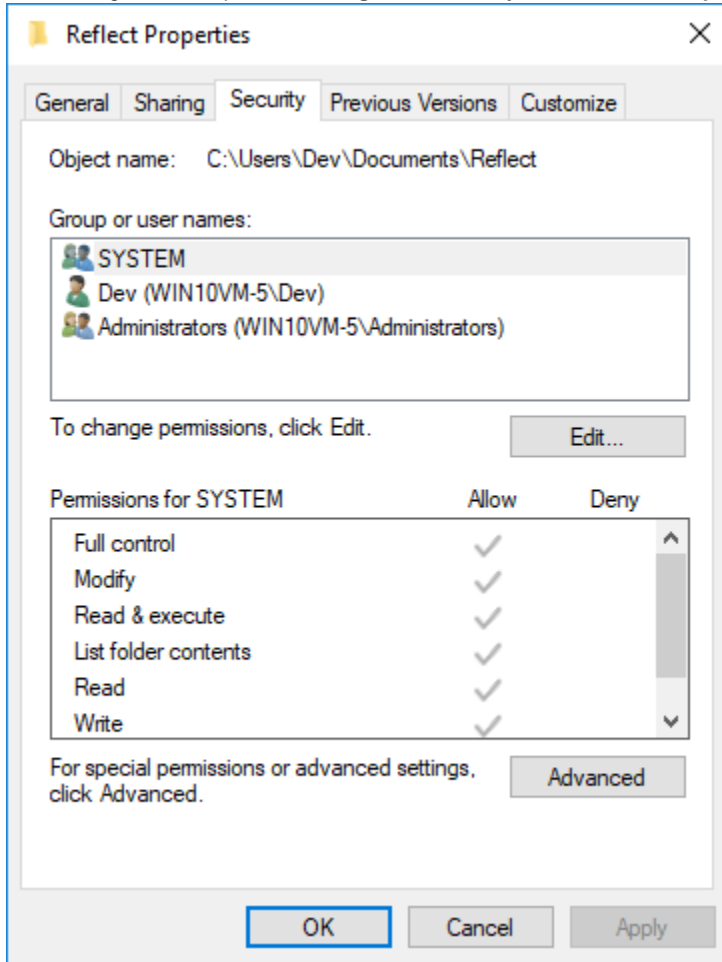 Reflect Properties
General Sharing Security Previous Versions Customize
Object name: C:\Users\Dev\Documents\Reflect
Group or user names:
SYSTEM
Dev (WIN10VM-5\Dev)
Administrators (WIN10VM-5\Administrators)
To change permissions, click Edit.
Edit...
Permissions for SYSTEM Allow Deny
Full control
Modify
Read & execute
List folder contents
Read
Write
For special permissions or advanced settings,
click Advanced.
Advanced
OK Cancel Apply